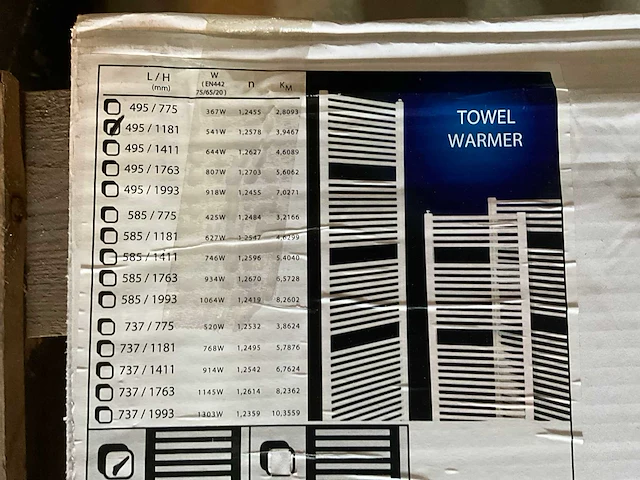 L / H W n KM
(mm) (EN442
75/65/20)
495 / 775 367W 1,2455 2,8093
495 / 1181 541W 1,2578 3,9467
495 / 1411 644W 1,2627 4,6089
495 / 1763 807W 1,2703 5,6062
495 / 1993 918W 1,2455 7,0271
585 / 775 425W 1,2484 3,2166
585 / 1181 627W 1,2547 4,6299
585 / 1411 746W 1,2596 5,4040
585 / 1763 934W 1,2670 6,5728
585 / 1993 1064W 1,2419 8,2602
737 / 775 520W 1,2532 3,8624
737 / 1181 768W 1,2495 5,7876
737 / 1411 914W 1,2542 6,7624
737 / 1763 1145W 1,2614 8,2362
737 / 1993 1303W 1,2359 10,3559
TOWEL
WARMER